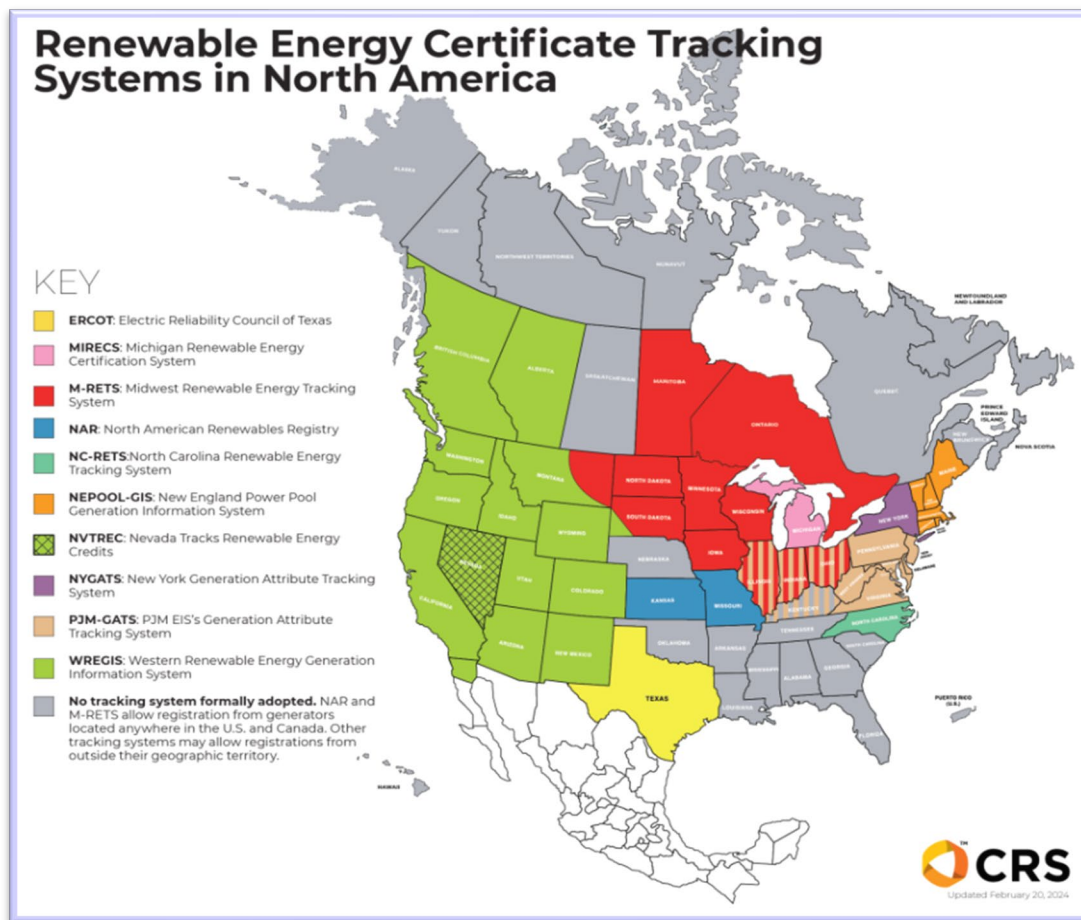 Renewable Energy Certificate Tracking
Systems in North America
KEY
ERCOT: Electric Reliability Council of Texas
MIRECS: Michigan Renewable Energy
Certification System
M-RETS: Midwest Renewable Energy Tracking
System
NAR: North American Renewables Registry
NC-RETS:North Carolina Renewable Energy
Tracking System
NEPOOL-GIS: New England Power Pool
Generation Information System
NVTREC: Nevada Tracks Renewable Energy
Credits
NYGATS: New York Generation Attribute Tracking
System
PJM-GATS: PJM EIS's Generation Attribute
Tracking System
WREGIS: Western Renewable Energy Generation
Information System
No tracking system formally adopted. NAR and
M-RETS allow registration from generators
located anywhere in the U.S. and Canada. Other
tracking systems may allow registrations from
outside their geographic territory.
ALASKA
YUKON
NORTHWEST TERRITORIES
NUNAVUT
NEWFOUNDLAND
AND LABRADOR
BRITISH COLUMBIA
ALBERTA
SASKATCHEWAN
MANITOBA
ONTARIO
QUEBEC
PRINCE
EDWARD
ISLAND
NEW
BRUNSWICK
NOVA SCOTIA
MAINE
WASHINGTON
MONTANA
NORTH DAKOTA
MINNESOTA
OREGON
IDAHO
WYOMING
SOUTH DAKOTA
WISCONSIN
MICHIGAN
NEW YORK
NEBRASKA
IOWA
PENNSYLVANIA
DELAWARE
NEVADA
UTAH
COLORADO
KANSAS
MISSOURI
ILLINOIS
INDIANA
OHIO
KENTUCKY
VIRGINIA
CALIFORNIA
ARIZONA
NEW MEXICO
OKLAHOMA
ARKANSAS
TENNESSEE
NORTH CAROLINA
SOUTH CAROLINA
TEXAS
LOUISIANA
MISSISSIPPI
ALABAMA
GEORGIA
FLORIDA
PUERTO RICO
(U.S.)
HAWAII
CRS
TM
Updated February 20, 2024